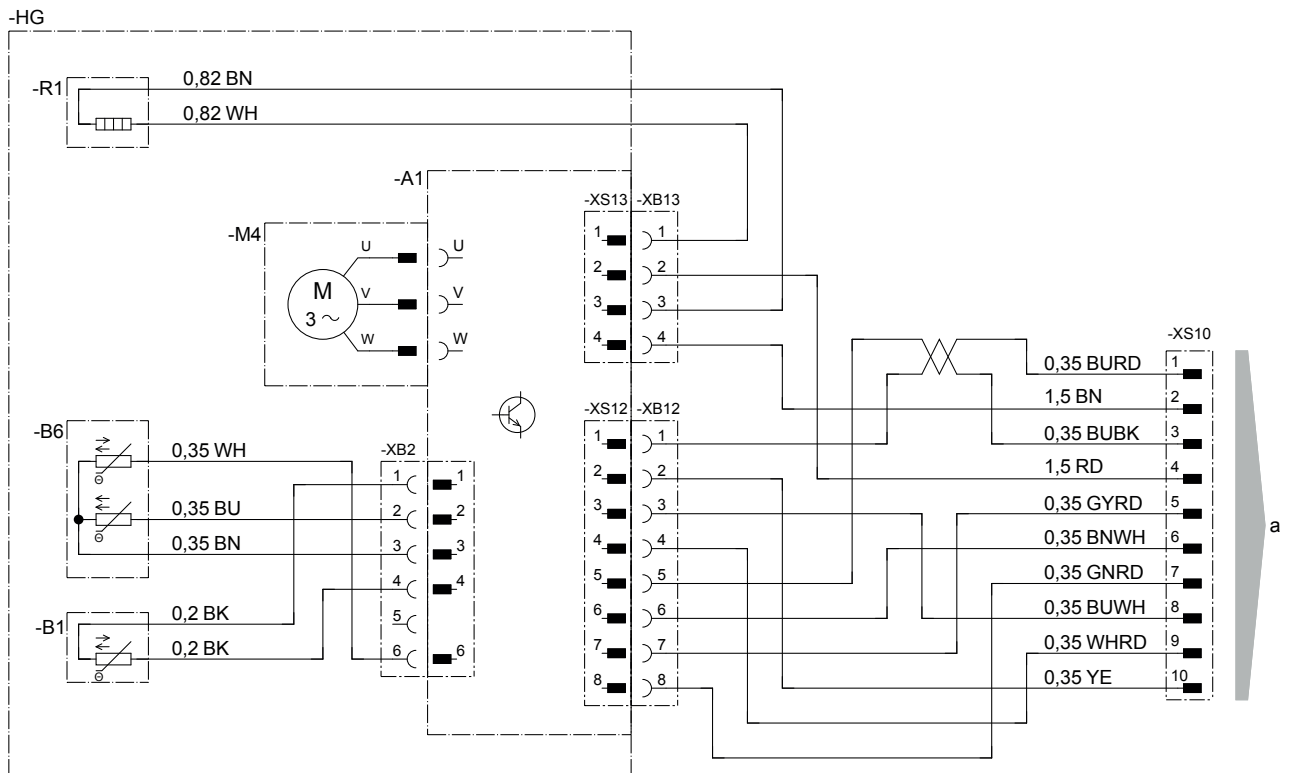 -HG
-R1
0,82 BN
0,82 WH
-A1
-M4
M
3
U
V
W
U
V
W
-XS13
-XB13
1
2
3
4
1
2
3
4
-XS12
-XB12
1
2
3
4
5
6
7
8
1
2
3
4
5
6
7
8
-B6
0,35 WH
0,35 BU
0,35 BN
Θ
Θ
-B1
0,2 BK
0,2 BK
Θ
-XB2
1
2
3
4
5
6
1
2
3
4
6
-XS10
0,35 BURD 1
1,5 BN 2
0,35 BUBK 3
1,5 RD 4
0,35 GYRD 5
0,35 BNWH 6
0,35 GNRD 7
0,35 BUWH 8
0,35 WHRD 9
0,35 YE 10
a